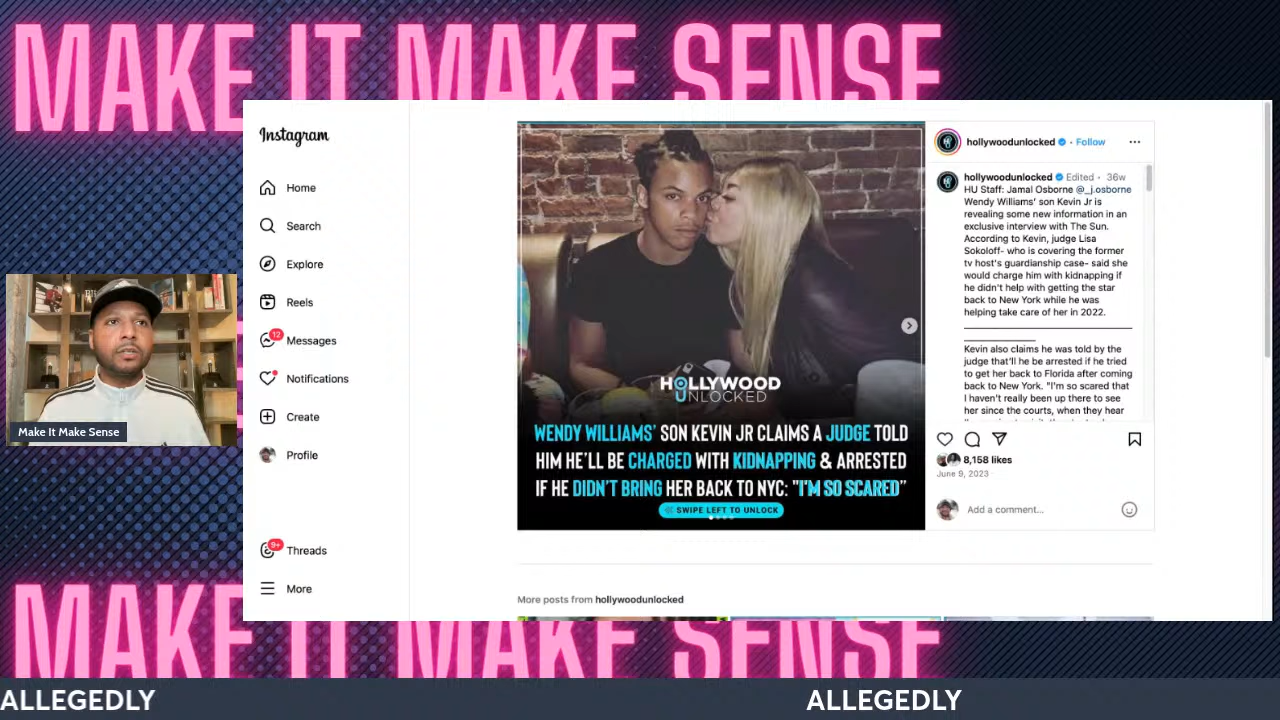 MAKE IT MAKE SENSE
Instagram
Home
Search
Explore
Reels
12
Messages
Notifications
Create
Profile
9+
Threads
More
HOLLYWOOD
UNLOCKED
WENDY WILLIAMS' SON KEVIN JR CLAIMS A JUDGE TOLD
HIM HE'LL BE CHARGED WITH KIDNAPPING & ARRESTED
IF HE DIDN'T BRING HER BACK TO NYC: "I'M SO SCARED"
SWIPE LEFT TO UNLOCK
hollywoodunlocked • Follow
hollywoodunlocked Edited • 36w
HU Staff: Jamal Osborne @_j.osborne
Wendy Williams' son Kevin Jr is
revealing some new information in an
exclusive interview with The Sun.
According to Kevin, judge Lisa
Sokoloff- who is covering the former
tv host's guardianship case- said she
would charge him with kidnapping if
he didn't help with getting the star
back to New York while he was
helping take care of her in 2022.
Kevin also claims he was told by the
judge that'll he be arrested if he tried
to get her back to Florida after coming
back to New York. "I'm so scared that
I haven't really been up there to see
her since the courts, when they hear
8,158 likes
June 9, 2023
Add a comment...
More posts from hollywoodunlocked
Make It Make Sense
MAKE IT MAKE SENSE
ALLEGEDLY ALLEGEDLY